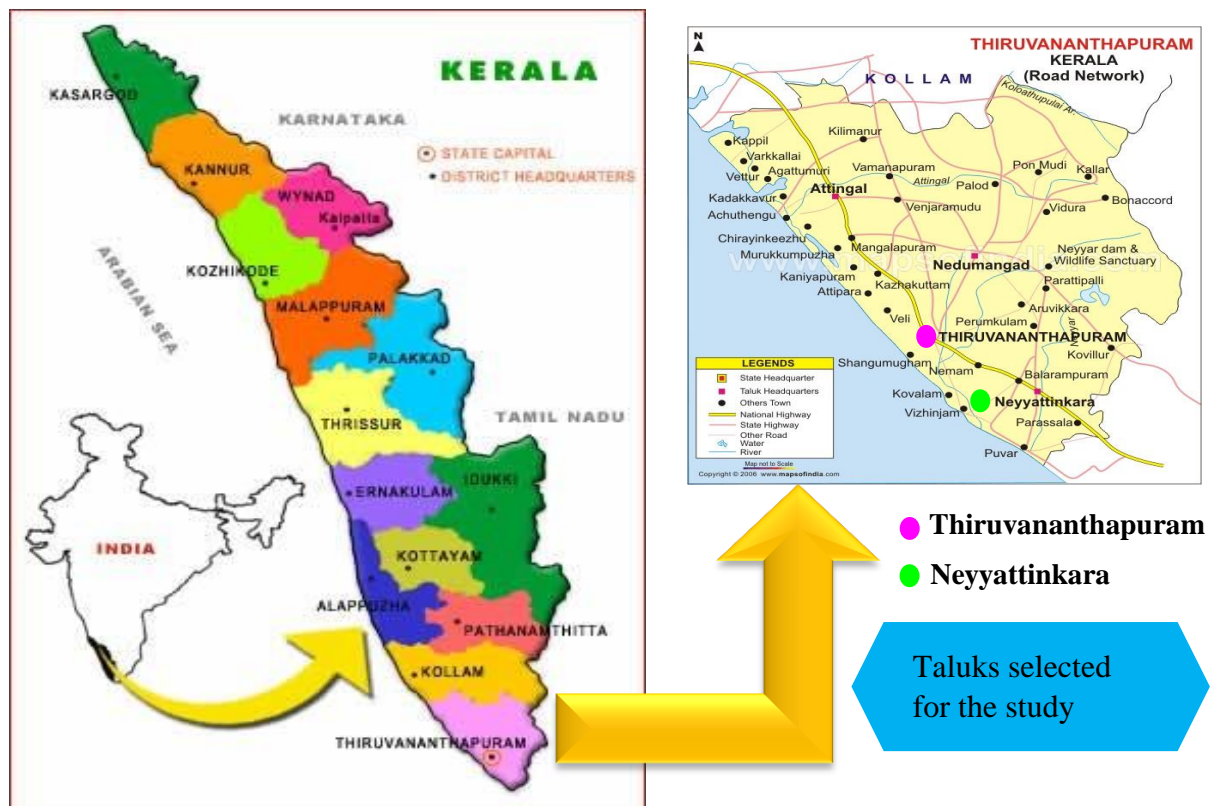 KERALA
KASARGOD
KARNATAKA
STATE CAPITAL
DISTRICT HEADQUARTERS
KANNUR
WYNAD
Kalpatta
ARABIAN SEA
KOZHIKODE
MALAPPURAM
PALAKKAD
THRISSUR
TAMIL NADU
ERNAKULAM
IDUKKI
INDIA
KOTTAYAM
ALAPPUZHA
PATHANAMTHITTA
KOLLAM
THIRUVANANTHAPURAM
N
THIRUVANANTHAPURAM
KERALA
(Road Network)
KOLLAM
Koloathupulai Ar.
Kilimanur
Kappil
Varkkallai
Vettur
Agattumuri
Vamanapuram
Pon Mudi
Kallar
Attingal
Attingal
Palod
Kadakkavur
Bonaccord
Achuthengu
Venjaramudu
Vidura
Chirayinkeezhu
Mangalapuram
Murukkumpuzha
Neyyar dam &
Wildlife Sanctuary
Nedumangad
Kaniyapuram
Kazhakuttam
Parattipalli
Attipara
Aruvikkara
Veli
Perumkulam
Neyyar
THIRUVANANTHAPURAM
Kovillur
Shangumugham
Nemam
Balarampuram
Kovalam
Neyyattinkara
Vizhinjam
Parassala
Puvar
LEGENDS
State Headquarter
Taluk Headquarters
Others Town
National Highway
State Highway
Other Road
Water
River
Map not to Scale
Copyright © 2006 www.mapsofindia.com
Thiruvananthapuram
Neyyattinkara
Taluks selected
for the study